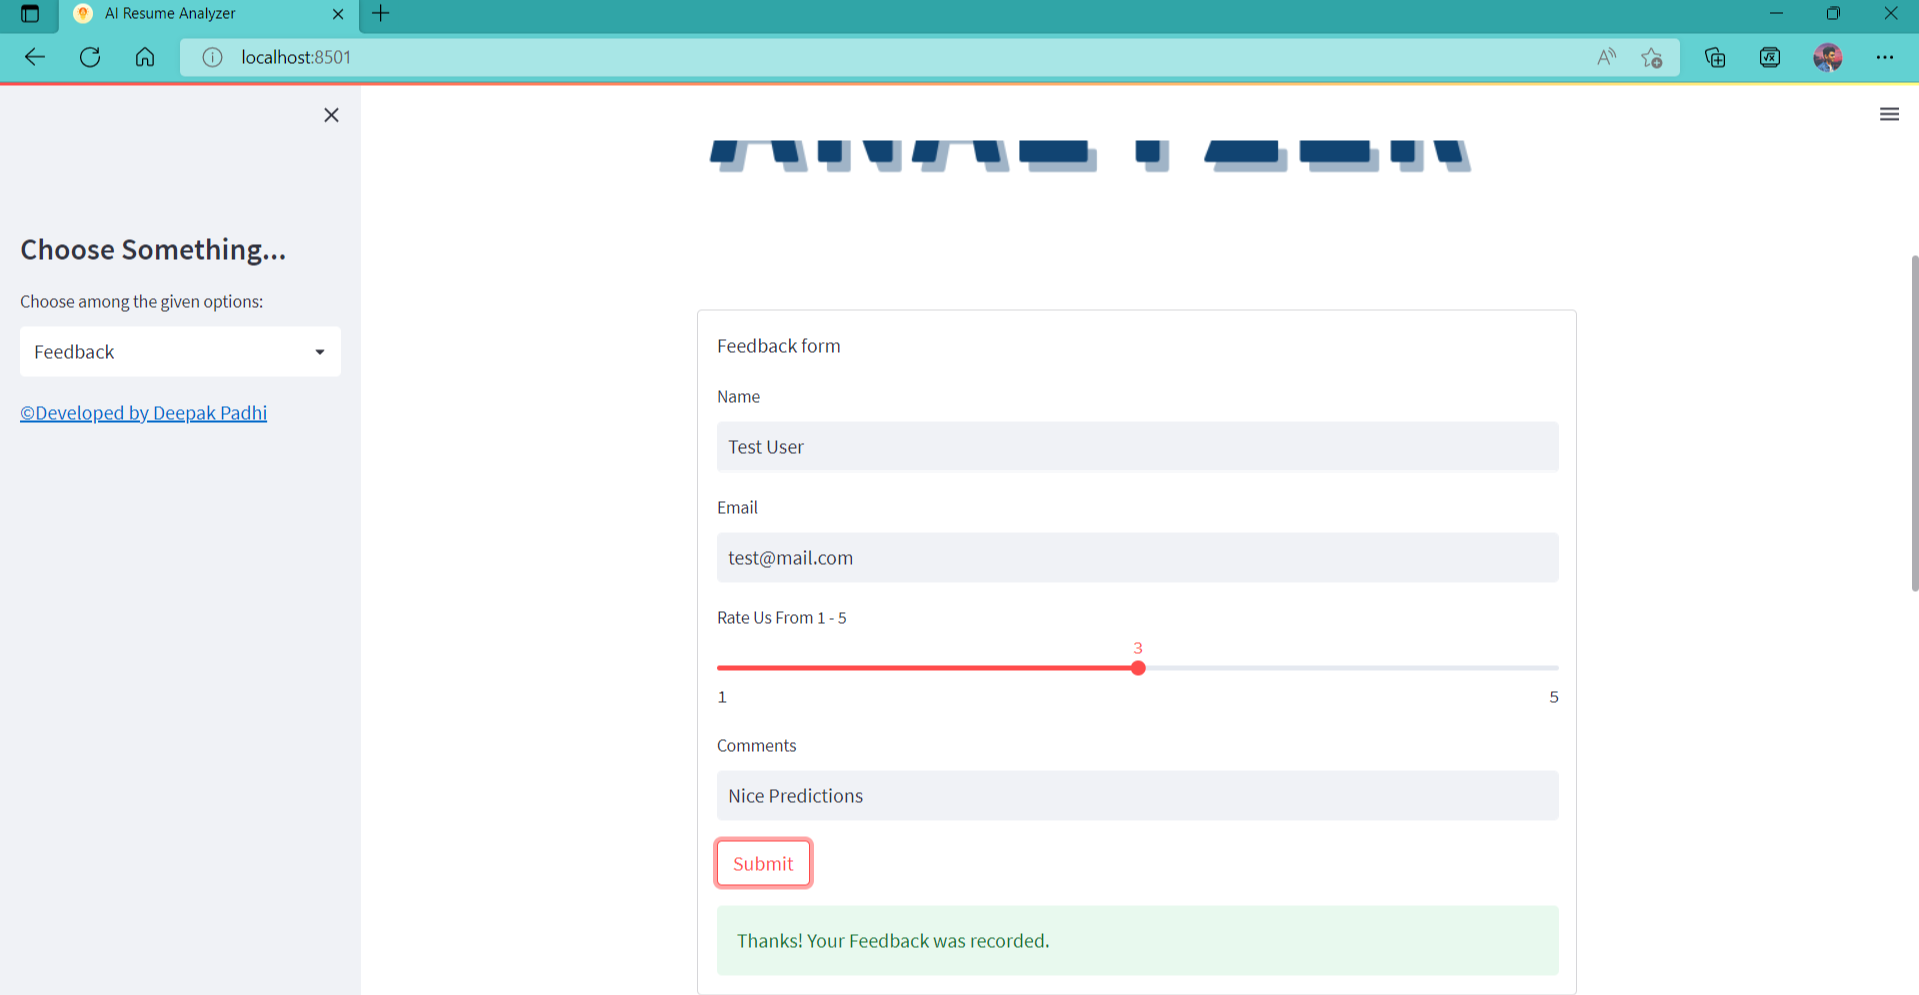 AI Resume Analyzer
localhost:8501
Choose Something...
Choose among the given options:
Feedback
©Developed by Deepak Padhi
ANALYZER
Feedback form
Name
Test User
Email
test@mail.com
Rate Us From 1 - 5
3
1 5
Comments
Nice Predictions
Submit
Thanks! Your Feedback was recorded.